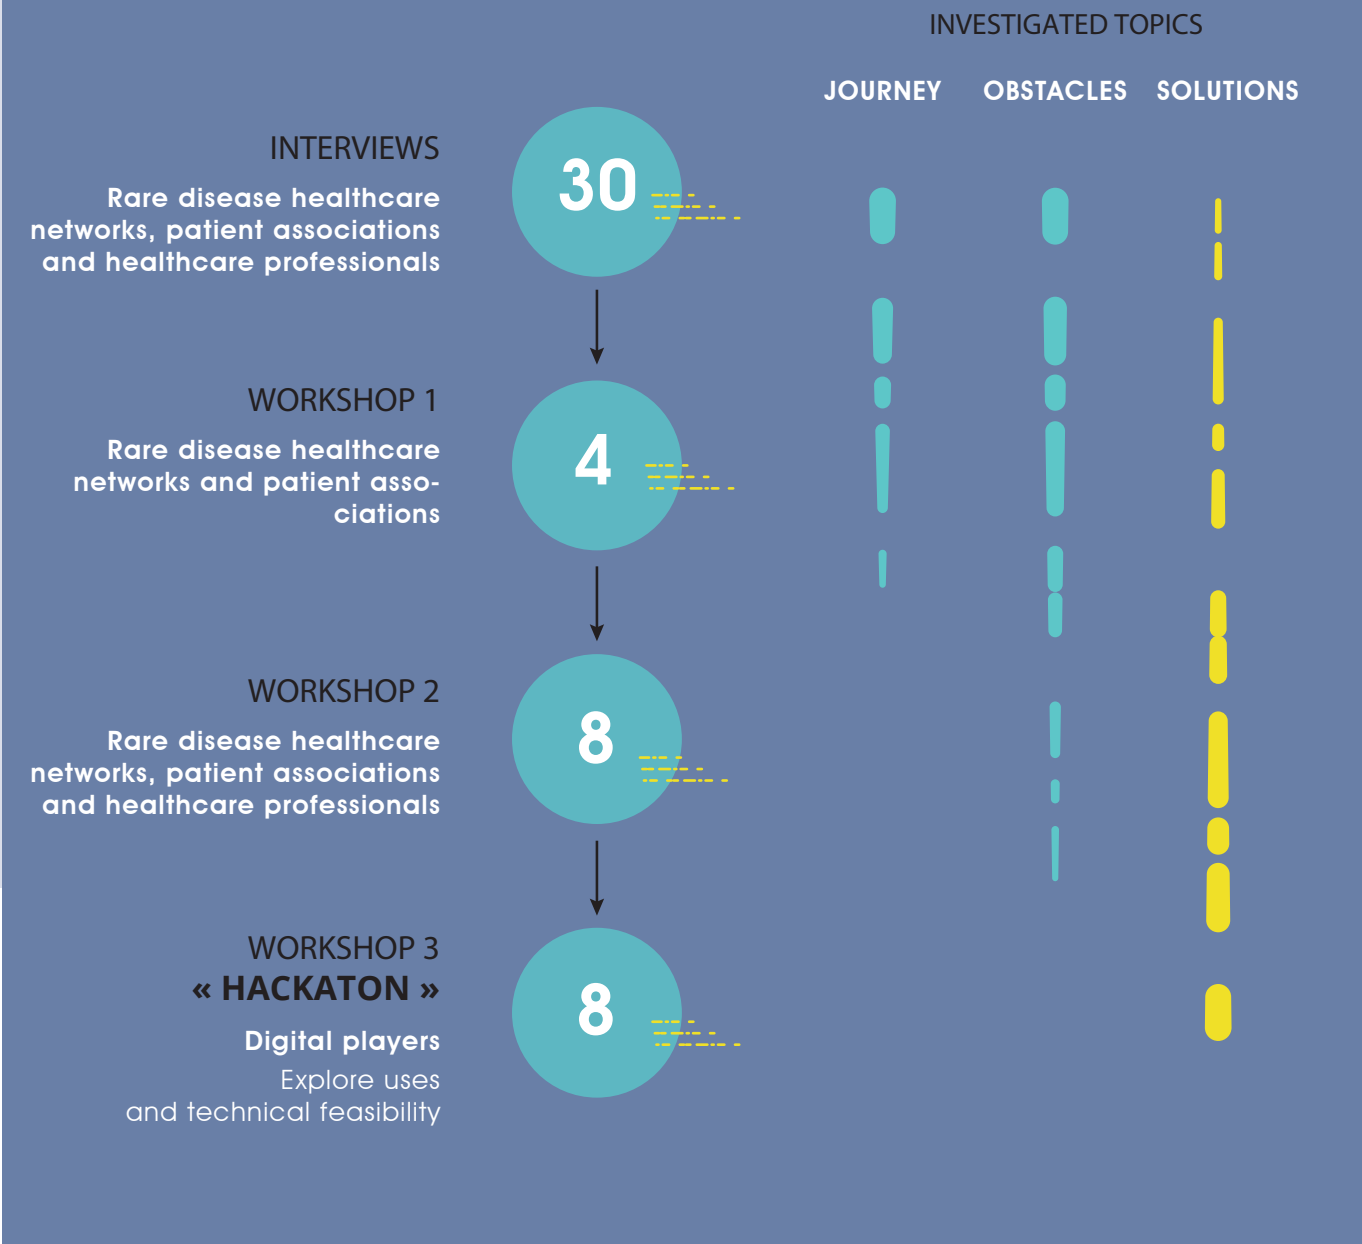 INVESTIGATED TOPICS
JOURNEY OBSTACLES SOLUTIONS
INTERVIEWS
Rare disease healthcare
networks, patient associations
and healthcare professionals
30
WORKSHOP 1
Rare disease healthcare
networks and patient asso-
ciations
4
WORKSHOP 2
Rare disease healthcare
networks, patient associations
and healthcare professionals
8
WORKSHOP 3
« HACKATON »
Digital players
Explore uses
and technical feasibility
8